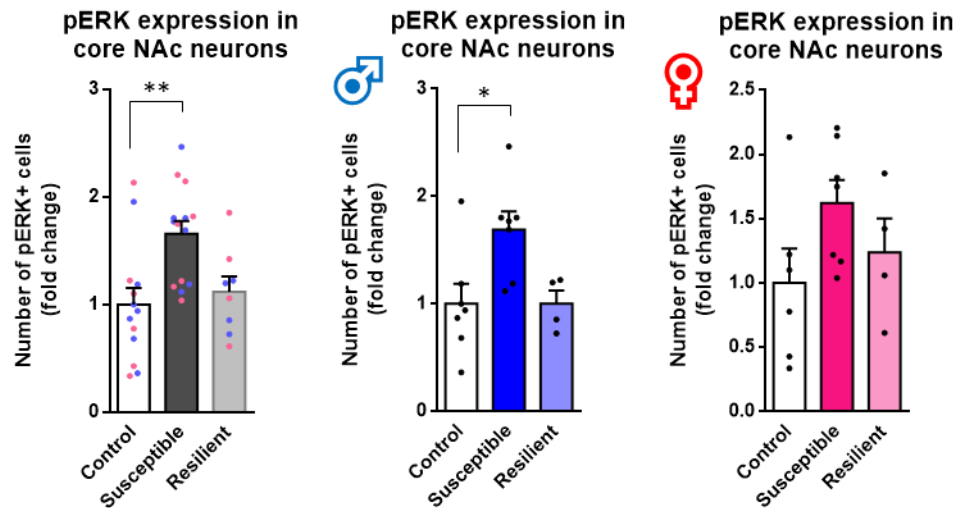 pERK expression in
core NAc neurons
**
3
2
1
0
Number of pERK+ cells
(fold change)
Control
Susceptible
Resilient
pERK expression in
core NAc neurons
*
3
2
1
0
Number of pERK+ cells
(fold change)
Control
Susceptible
Resilient
pERK expression in
core NAc neurons
2.5
2.0
1.5
1.0
0.5
0.0
Number of pERK+ cells
(fold change)
Control
Susceptible
Resilient